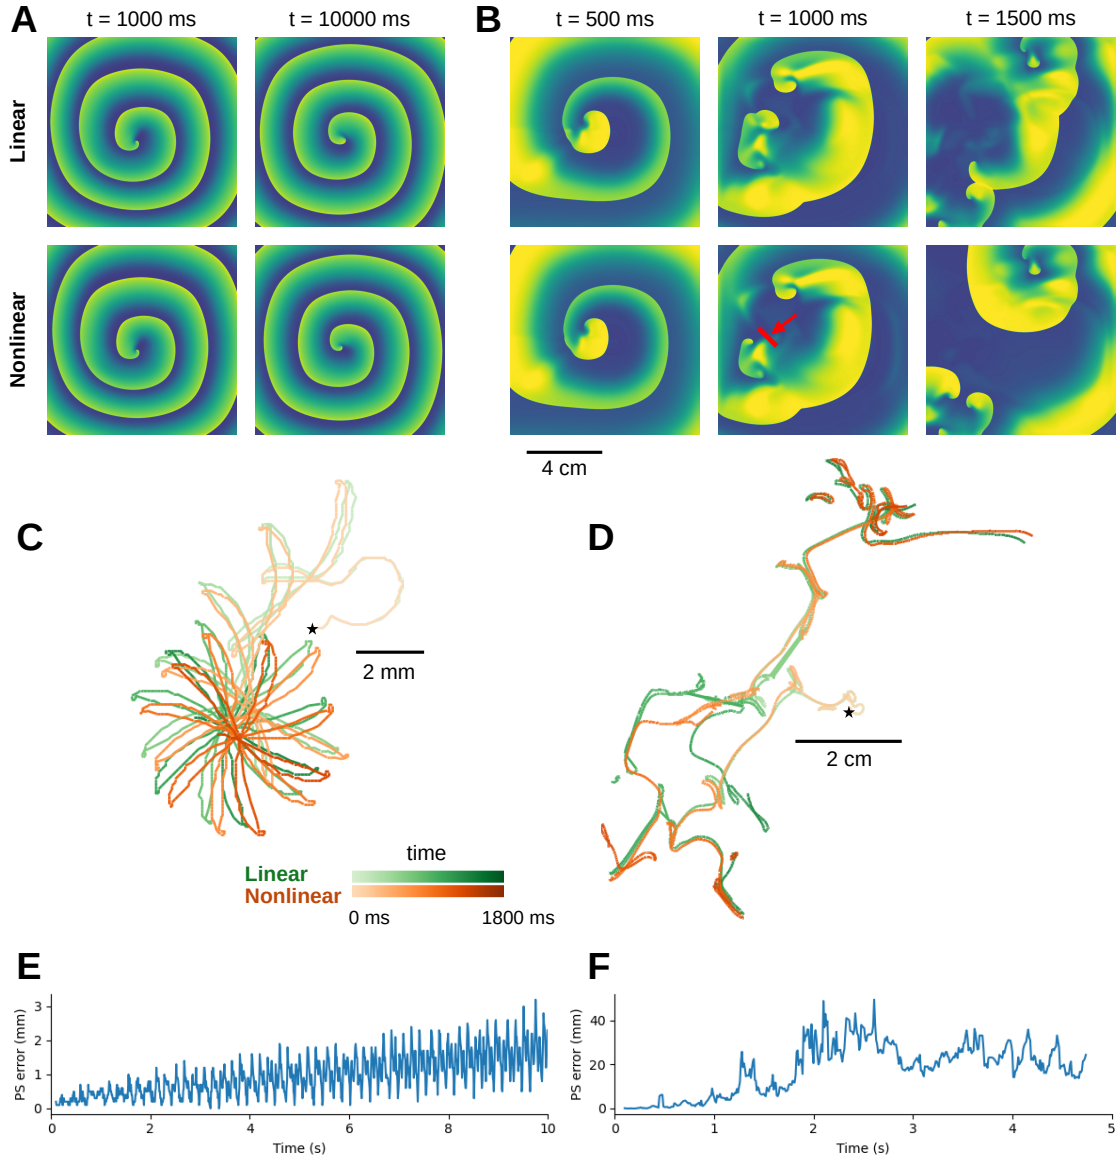 A
t = 1000 ms
t = 10000 ms
B
t = 500 ms
t = 1000 ms
t = 1500 ms
Linear
Nonlinear
4 cm
C
2 mm
D
2 cm
time
Linear
Nonlinear
0 ms
1800 ms
E
PS error (mm)
3
2
1
0
0
2
4
6
8
10
Time (s)
F
PS error (mm)
40
20
0
0
1
2
3
4
5
Time (s)